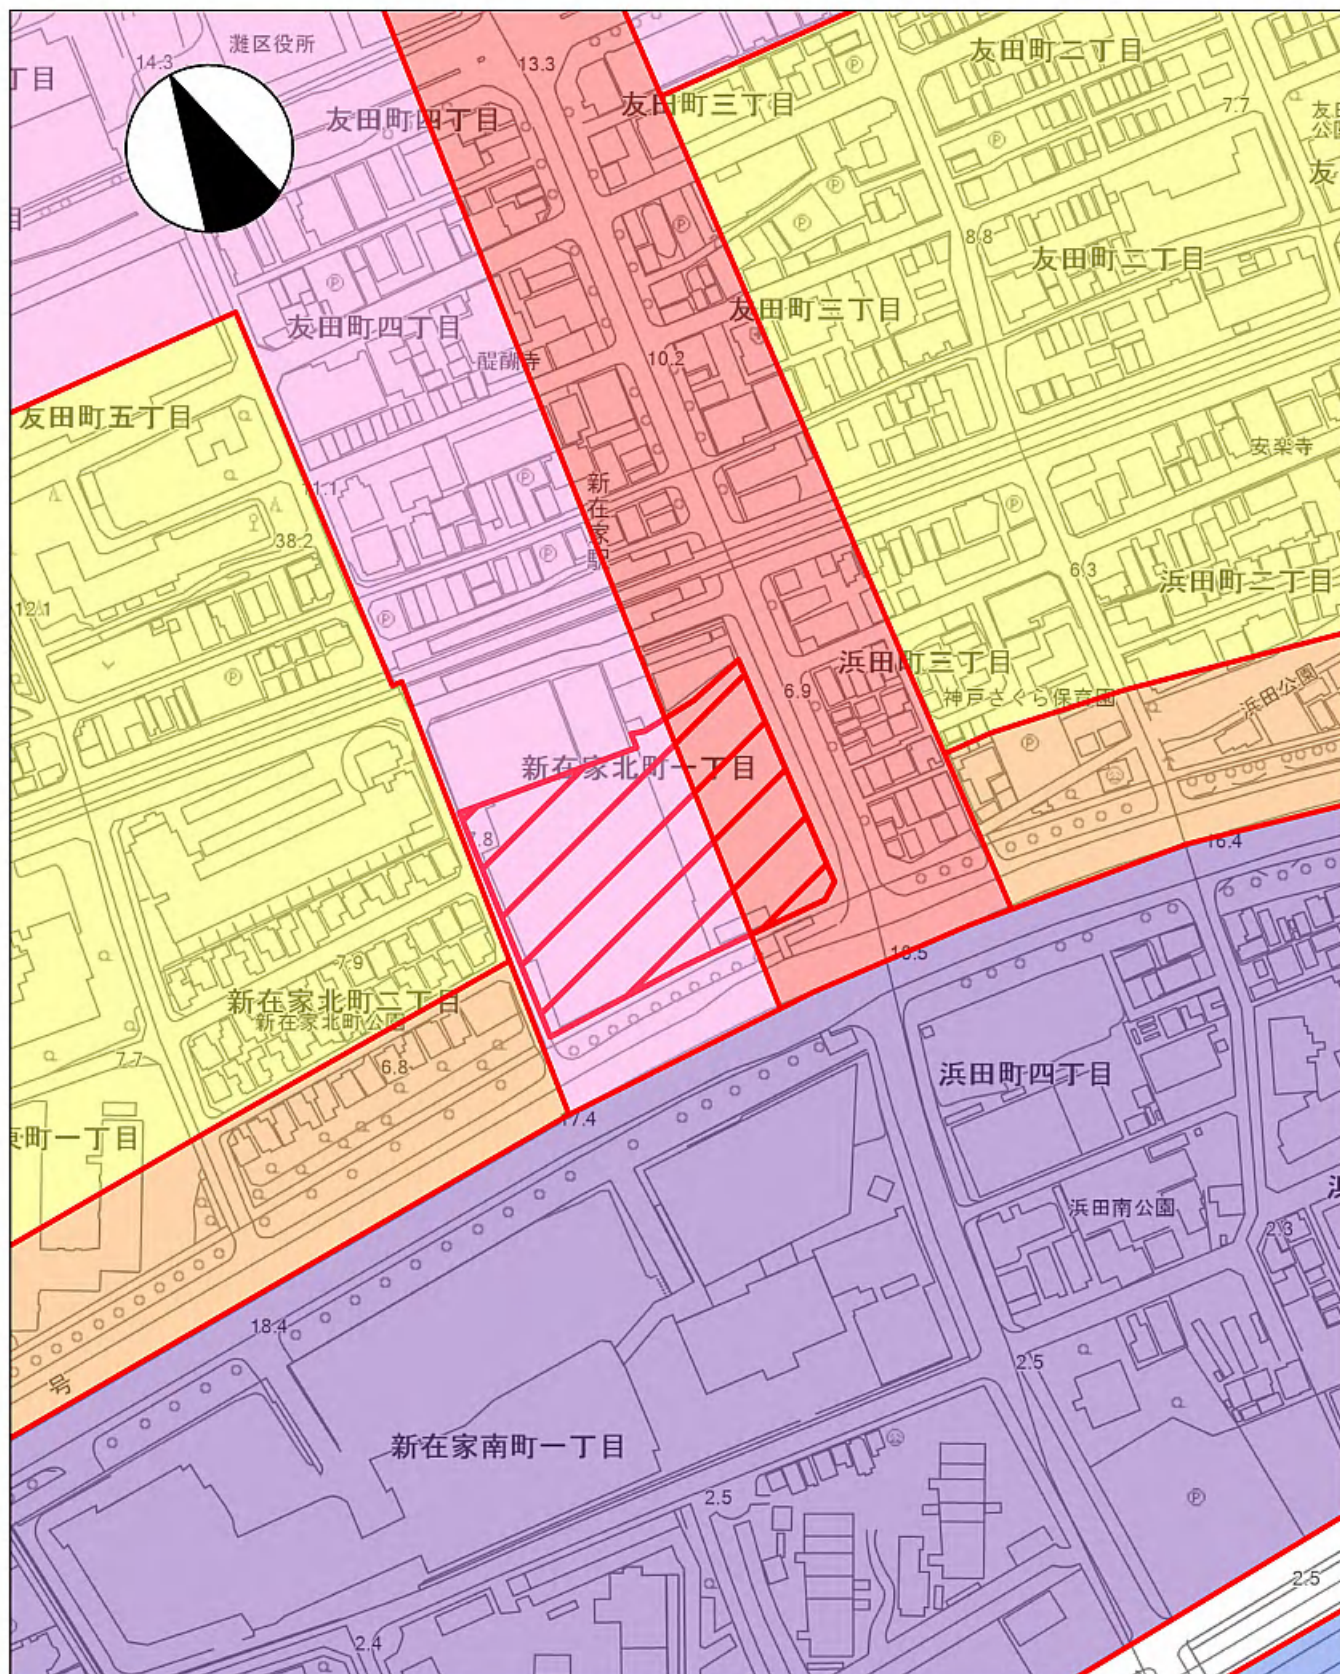 灘区役所
14.3
丁目
13.3
友田町二丁目
友田町四丁目
友田町三丁目
7.7
公
友
目
8.8
友田町二丁目
Ⓟ
友田町三丁目
友田町四丁目
醍醐寺
10.2
友田町五丁目
安楽寺
11.1
新在家駅
38.2
12.1
6.3
浜田町二丁目
浜田町三丁目
6.9
神戸さくら保育園
浜田公園
新在家北町一丁目
7.8
16.4
16.5
7.9
新在家北町二丁目
新在家北町公園
7.7
6.8
浜田町四丁目
17.4
町一丁目
浜田南公園
2.3
18.4
号
2.5
新在家南町一丁目
2.5
Ⓟ
2.5
2.4